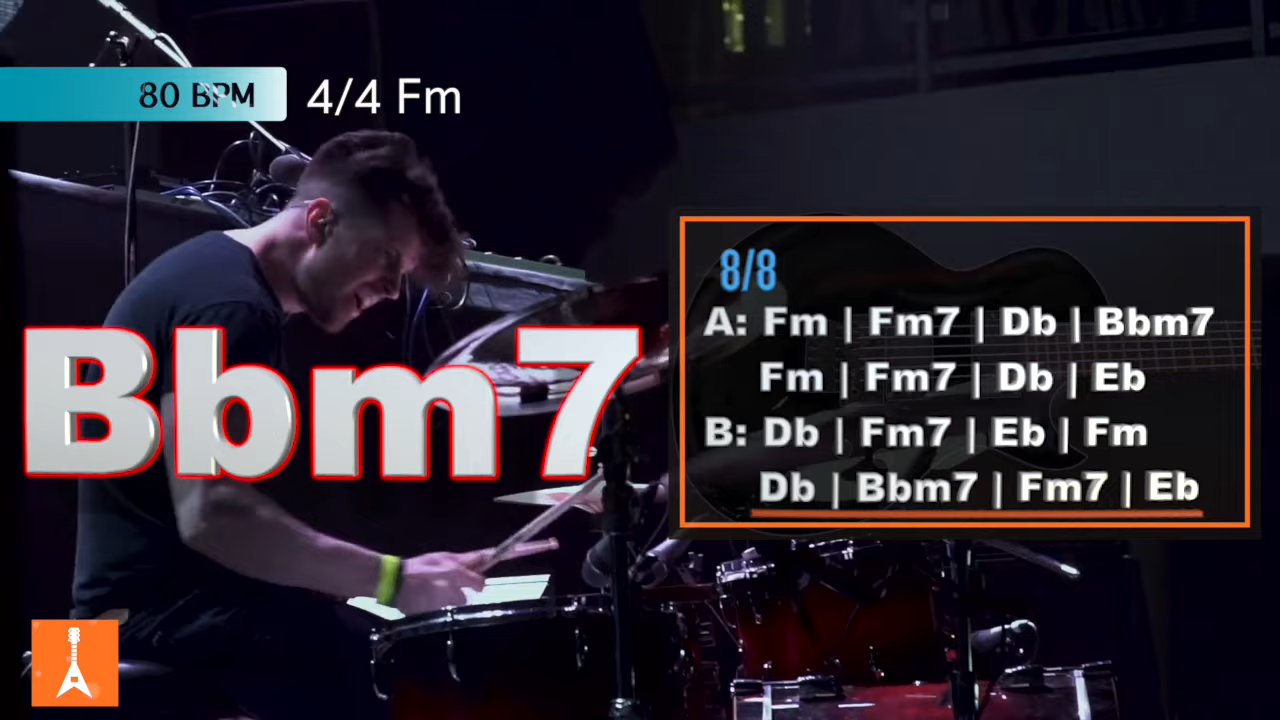 80 BPM
4/4 Fm
8/8
A: Fm | Fm7 | Db | Bbm7
Fm | Fm7 | Db | Eb
B: Db | Fm7 | Eb | Fm
Db | Bbm7 | Fm7 | Eb
Bbm7